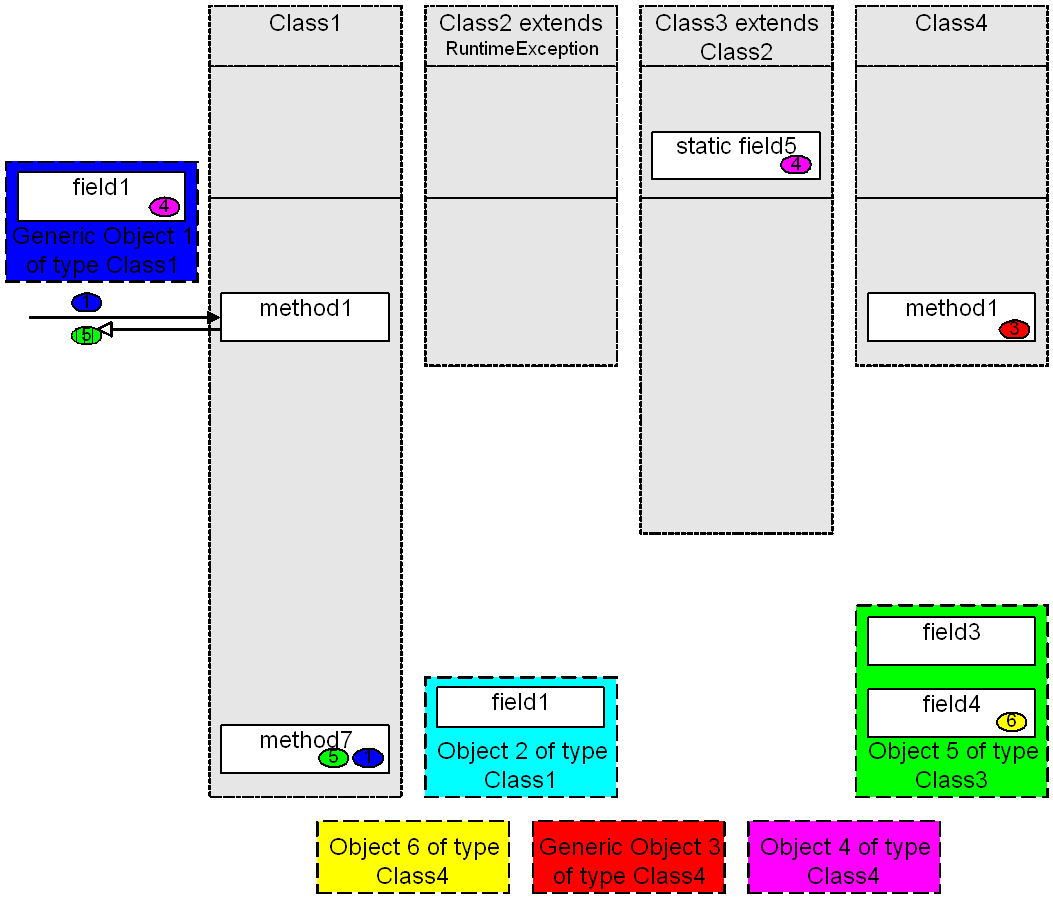 Class1
Class2 extends
RuntimeException
Class3 extends
Class2
Class4
static field5
4
field1
4
Generic Object 1
of type Class1
1
5
method1
method1
3
field3
field4
6
Object 5 of type
Class3
field1
Object 2 of type
Class1
method7
5
1
Object 6 of type
Class4
Generic Object 3
of type Class4
Object 4 of type
Class4